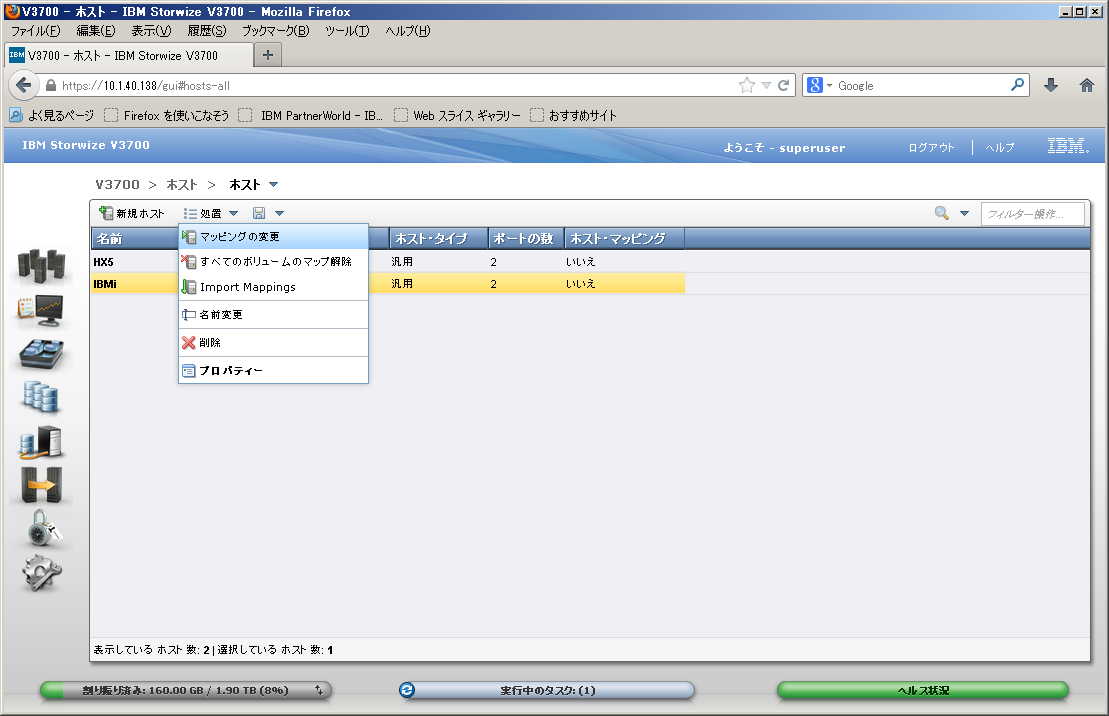 V3700 - ホスト - IBM Storwize V3700 - Mozilla Firefox
ファイル(F) 編集(E) 表示(V) 履歴(S) ブックマーク(B) ツール(T) ヘルプ(H)
IBM V3700 - ホスト - IBM Storwize V3700
https://10.1.40.138/gui#hosts-all
8 Google
よく見るページ Firefox を使いこなそう IBM PartnerWorld - IB... Web スライス ギャラリー おすすめサイト
IBM Storwize V3700 ようこそ - superuser ログアウト ヘルプ IBM.
V3700 > ホスト > ホスト
新規ホスト 処置 フィルター操作...
名前 ホスト・タイプ ポートの数 ホスト・マッピング
HX5 汎用 2 いいえ
IBMi 汎用 2 いいえ
マッピングの変更
すべてのボリュームのマップ解除
Import Mappings
名前変更
削除
プロパティー
表示している ホスト 数: 2 | 選択している ホスト 数: 1
割り振り済み: 160.00 GB / 1.90 TB (8%) 実行中のタスク: (1) ヘルス状況